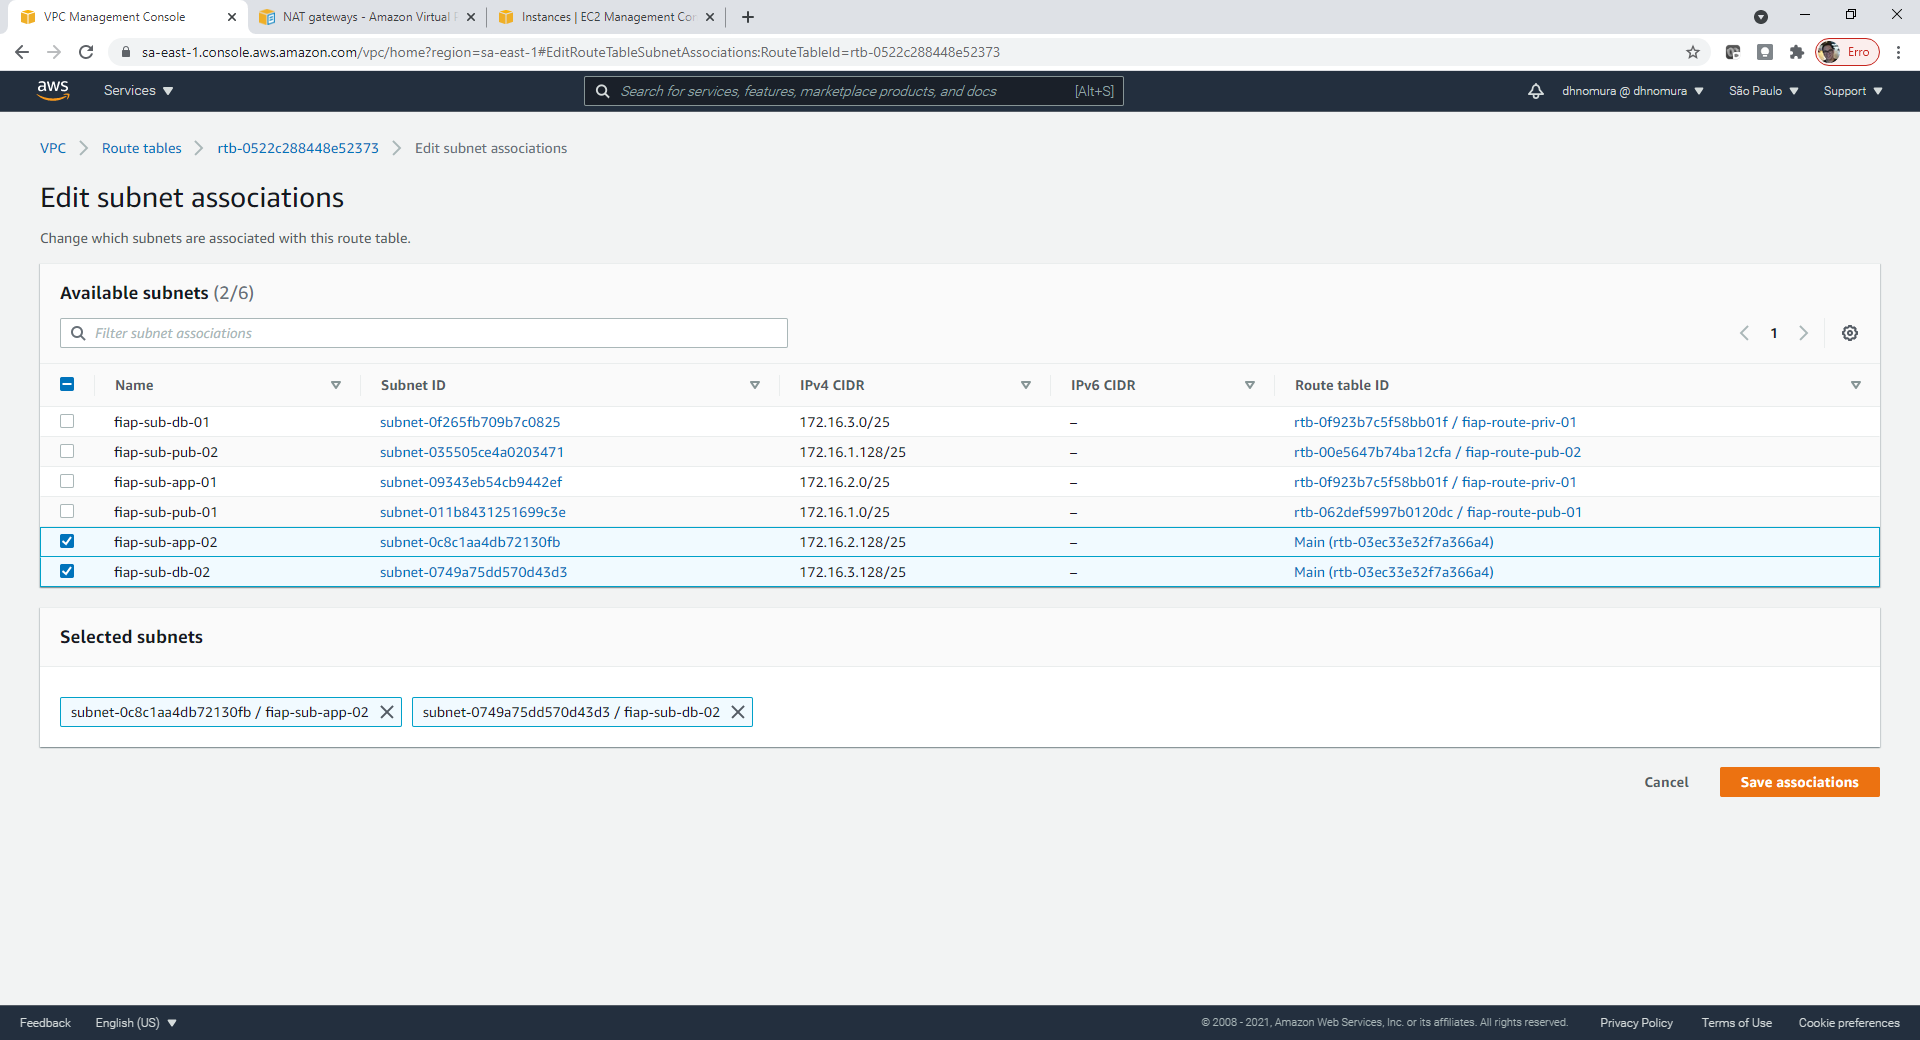 VPC Management Console
NAT gateways - Amazon Virtual P
Instances | EC2 Management Con
sa-east-1.console.aws.amazon.com/vpc/home?region=sa-east-1#EditRouteTableSubnetAssociations:RouteTableId=rtb-0522c288448e52373
Erro
aws
Services
Search for services, features, marketplace products, and docs
[Alt+S]
dhnomura @ dhnomura
São Paulo
Support
VPC
Route tables
rtb-0522c288448e52373
Edit subnet associations
Edit subnet associations
Change which subnets are associated with this route table.
Available subnets (2/6)
Filter subnet associations
1
Name Subnet ID IPv4 CIDR IPv6 CIDR Route table ID
fiap-sub-db-01 subnet-0f265fb709b7c0825 172.16.3.0/25 – rtb-0f923b7c5f58bb01f / fiap-route-priv-01
fiap-sub-pub-02 subnet-035505ce4a0203471 172.16.1.128/25 – rtb-00e5647b74ba12cfa / fiap-route-pub-02
fiap-sub-app-01 subnet-09343eb54cb9442ef 172.16.2.0/25 – rtb-0f923b7c5f58bb01f / fiap-route-priv-01
fiap-sub-pub-01 subnet-011b8431251699c3e 172.16.1.0/25 – rtb-062def5997b0120dc / fiap-route-pub-01
fiap-sub-app-02 subnet-0c8c1aa4db72130fb 172.16.2.128/25 – Main (rtb-03ec33e32f7a366a4)
fiap-sub-db-02 subnet-0749a75dd570d43d3 172.16.3.128/25 – Main (rtb-03ec33e32f7a366a4)
Selected subnets
subnet-0c8c1aa4db72130fb / fiap-sub-app-02
subnet-0749a75dd570d43d3 / fiap-sub-db-02
Cancel
Save associations
Feedback
English (US)
© 2008 - 2021, Amazon Web Services, Inc. or its affiliates. All rights reserved.
Privacy Policy
Terms of Use
Cookie preferences